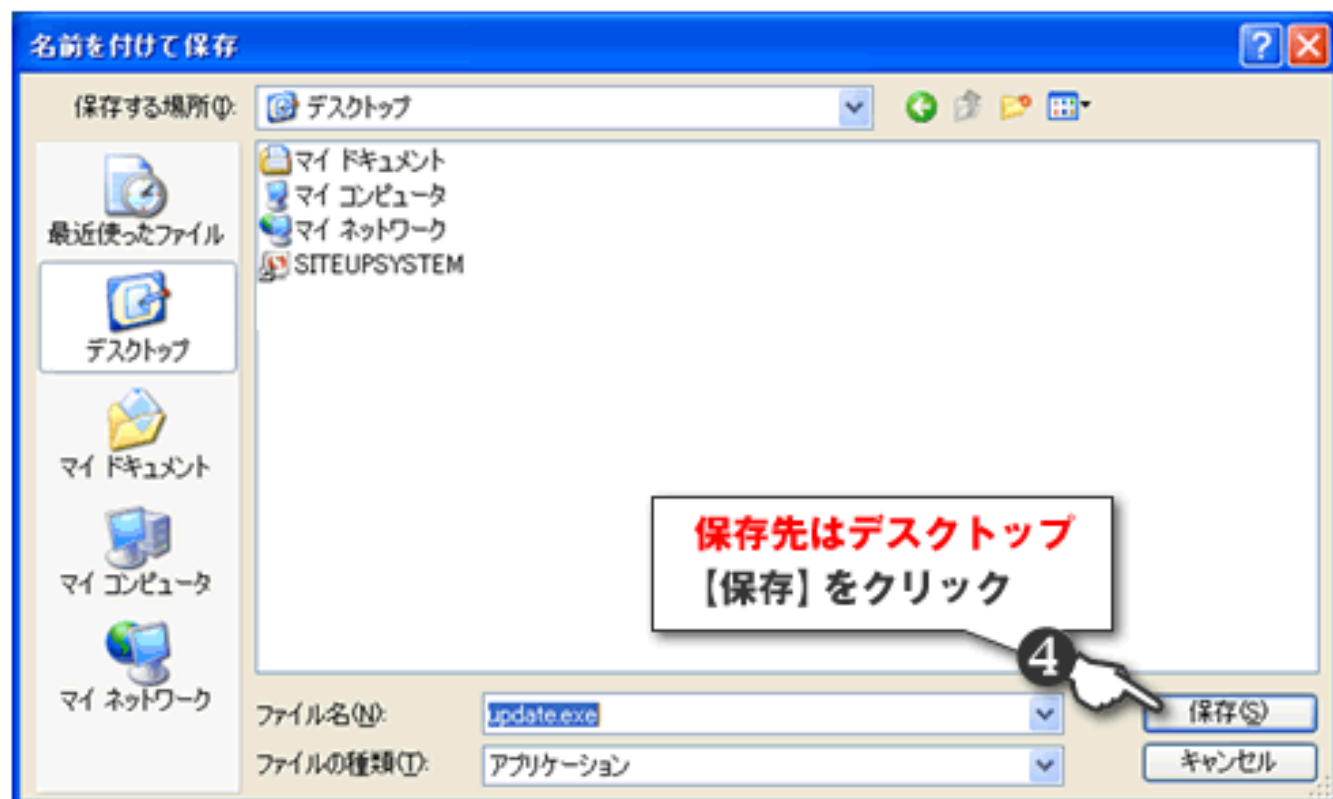 名前を付けて保存
保存する場所(I):
デスクトップ
最近使ったファイル
デスクトップ
マイ ドキュメント
マイ コンピュータ
マイ ネットワーク
マイ ドキュメント
マイ コンピュータ
マイ ネットワーク
SITEUPSYSTEM
保存先はデスクトップ
【保存】をクリック
4
ファイル名(N):
update.exe
保存(S)
ファイルの種類(T):
アプリケーション
キャンセル